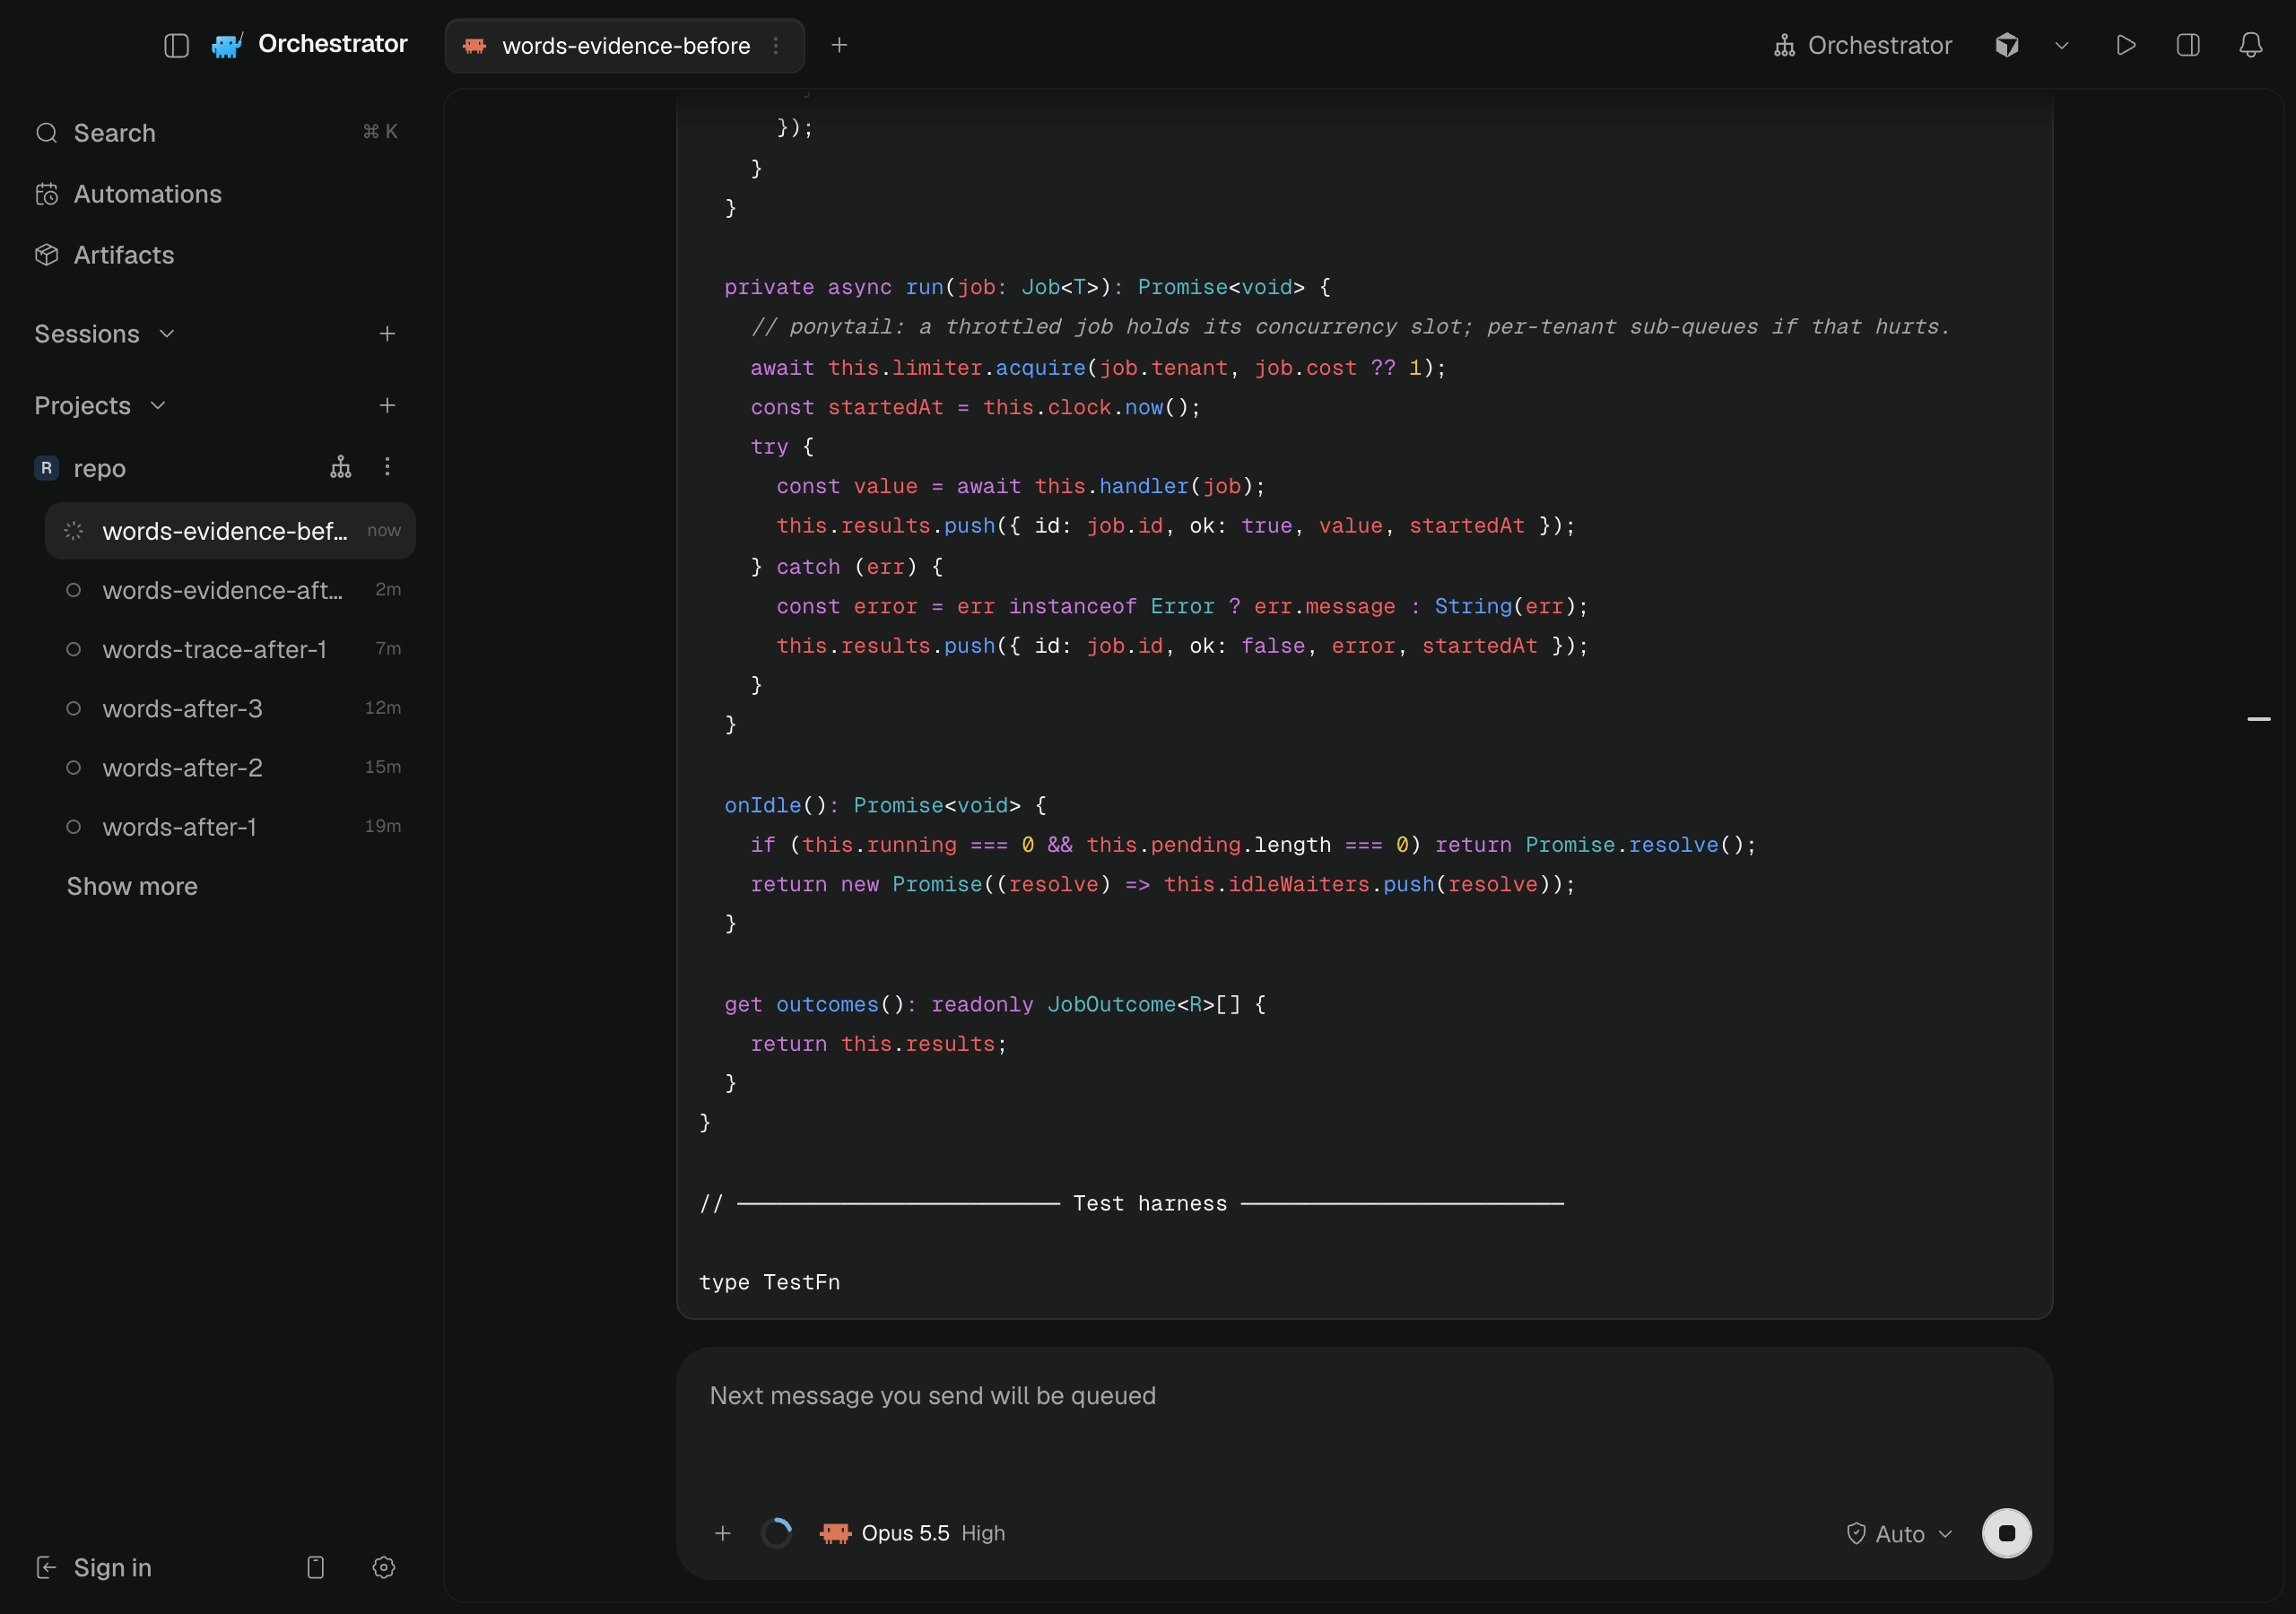 Orchestrator
words-evidence-before
Orchestrator
Search
⌘ K
Automations
Artifacts
Sessions
Projects
R
repo
words-evidence-bef...
now
words-evidence-aft...
2m
words-trace-after-1
7m
words-after-3
12m
words-after-2
15m
words-after-1
19m
Show more
Sign in
});
}
}
private async run(job: Job<T>): Promise<void> {
// ponytail: a throttled job holds its concurrency slot; per-tenant sub-queues if that hurts.
await this.limiter.acquire(job.tenant, job.cost ?? 1);
const startedAt = this.clock.now();
try {
const value = await this.handler(job);
this.results.push({ id: job.id, ok: true, value, startedAt });
} catch (err) {
const error = err instanceof Error ? err.message : String(err);
this.results.push({ id: job.id, ok: false, error, startedAt });
}
}
onIdle(): Promise<void> {
if (this.running === 0 && this.pending.length === 0) return Promise.resolve();
return new Promise((resolve) => this.idleWaiters.push(resolve));
}
get outcomes(): readonly JobOutcome<R>[] {
return this.results;
}
}
// ───────────────────────── Test harness ─────────────────────────
type TestFn
Next message you send will be queued
Opus 5.5 High
Auto